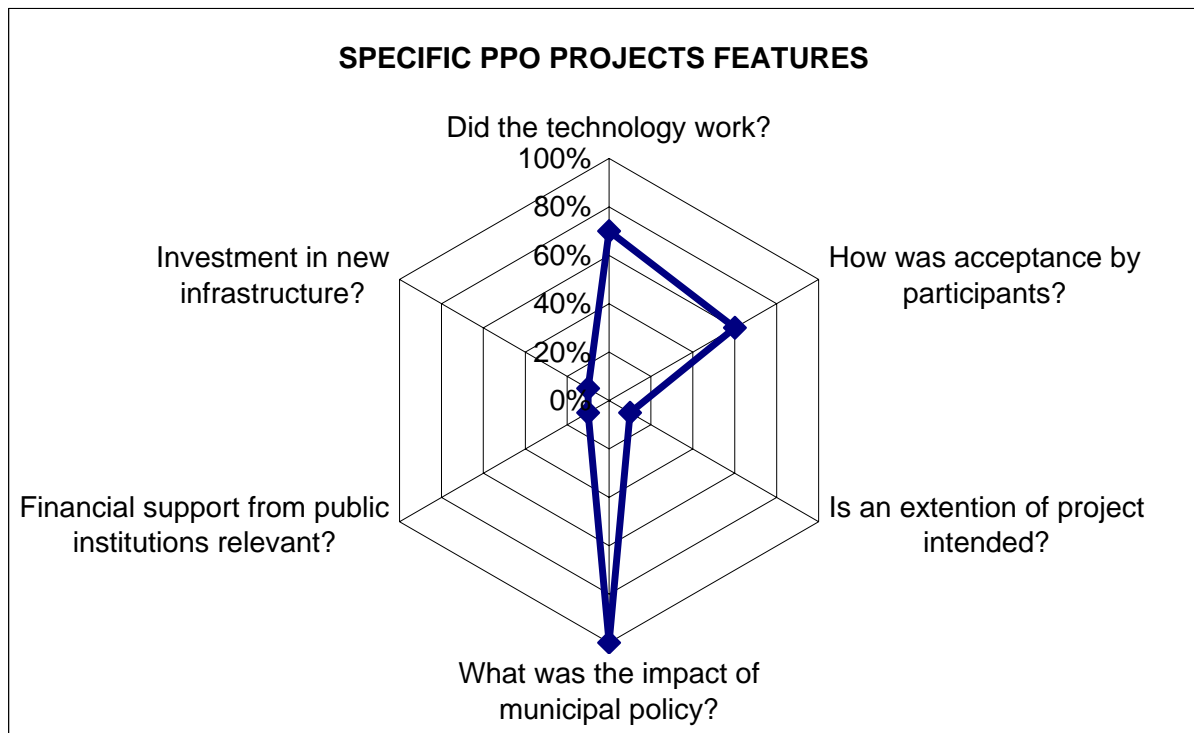 SPECIFIC PPO PROJECTS FEATURES
Did the technology work?
100%
80%
60%
40%
20%
0%
How was acceptance by
participants?
Is an extention of project
intended?
What was the impact of
municipal policy?
Financial support from public
institutions relevant?
Investment in new
infrastructure?